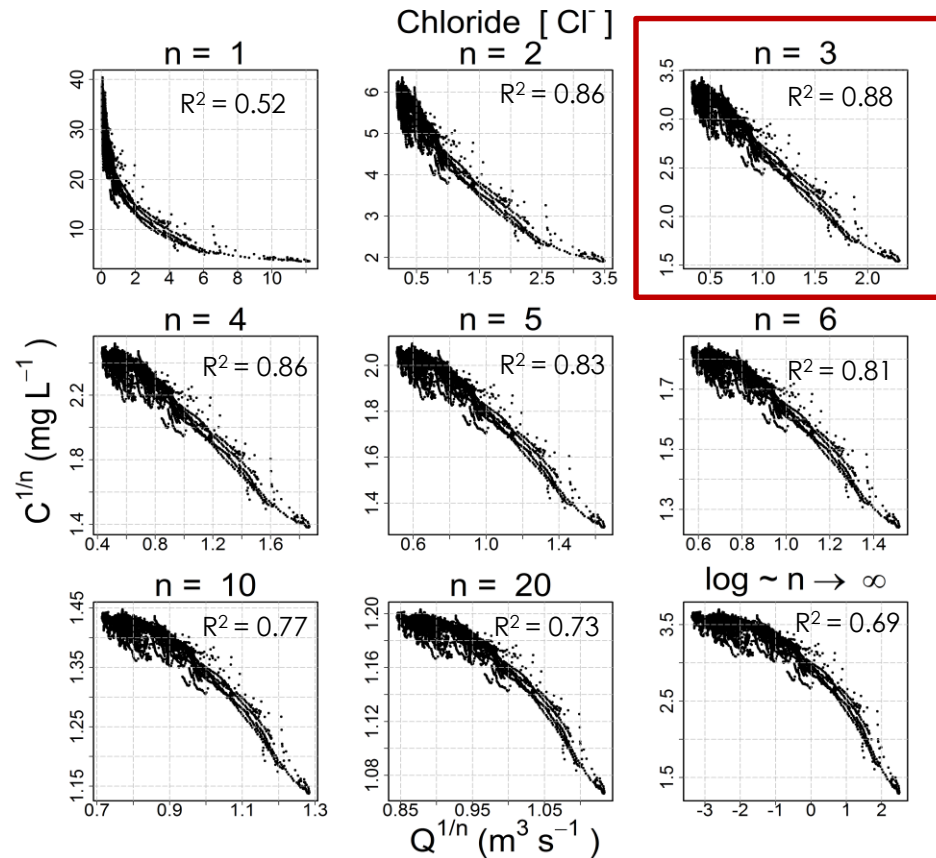 Chloride [ Cl⁻ ]
n = 1
n = 2
n = 3
R² = 0.52
R² = 0.86
R² = 0.88
40
30
20
10
0 2 4 6 8 10
6
5
4
3
2
0.5 1.5 2.5 3.5
3.5
3.0
2.5
2.0
1.5
0.5 1.0 1.5 2.0
n = 4
n = 5
n = 6
R² = 0.86
R² = 0.83
R² = 0.81
C^1/n (mg L⁻¹)
2.2
1.8
1.4
0.4 0.8 1.2 1.6
2.0
1.8
1.6
1.4
0.6 1.0 1.4
1.7
1.5
1.3
0.6 0.8 1.0 1.2 1.4
n = 10
n = 20
log ~ n → ∞
R² = 0.77
R² = 0.73
R² = 0.69
1.45
1.35
1.25
1.15
0.7 0.9 1.1 1.3
1.20
1.16
1.12
1.08
0.85 0.95 1.05
3.5
2.5
1.5
-3 -2 -1 0 1 2
Q^1/n (m³ s⁻¹)